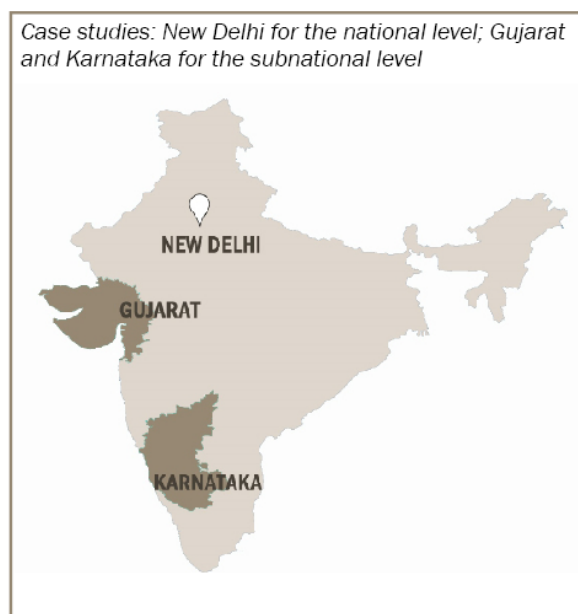 Case studies: New Delhi for the national level; Gujarat
and Karnataka for the subnational level
NEW DELHI
GUJARAT
KARNATAKA